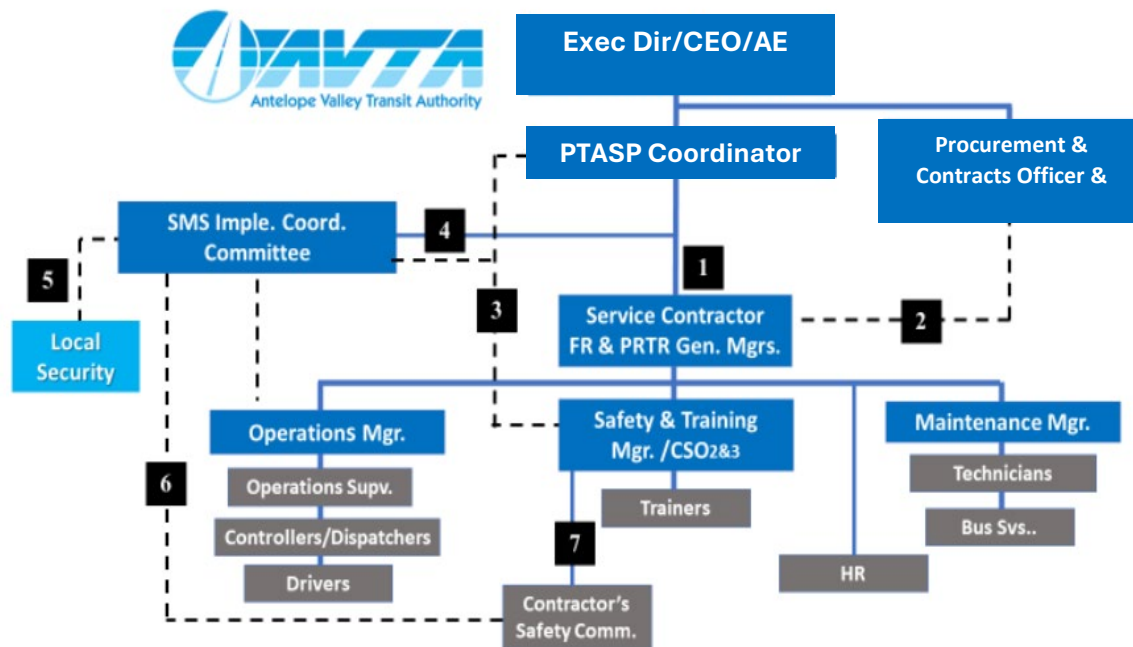 AVTA
Antelope Valley Transit Authority
Exec Dir/CEO/AE
PTASP Coordinator
Procurement &
Contracts Officer &
SMS Imple. Coord.
Committee
4
5
1
3
2
Local
Security
Service Contractor
FR & PRTR Gen. Mgrs.
Operations Mgr.
Safety & Training
Mgr. /CSO2&3
Maintenance Mgr.
6
Operations Supv.
Technicians
Trainers
Controllers/Dispatchers
Bus Svs..
7
Drivers
HR
Contractor's
Safety Comm.